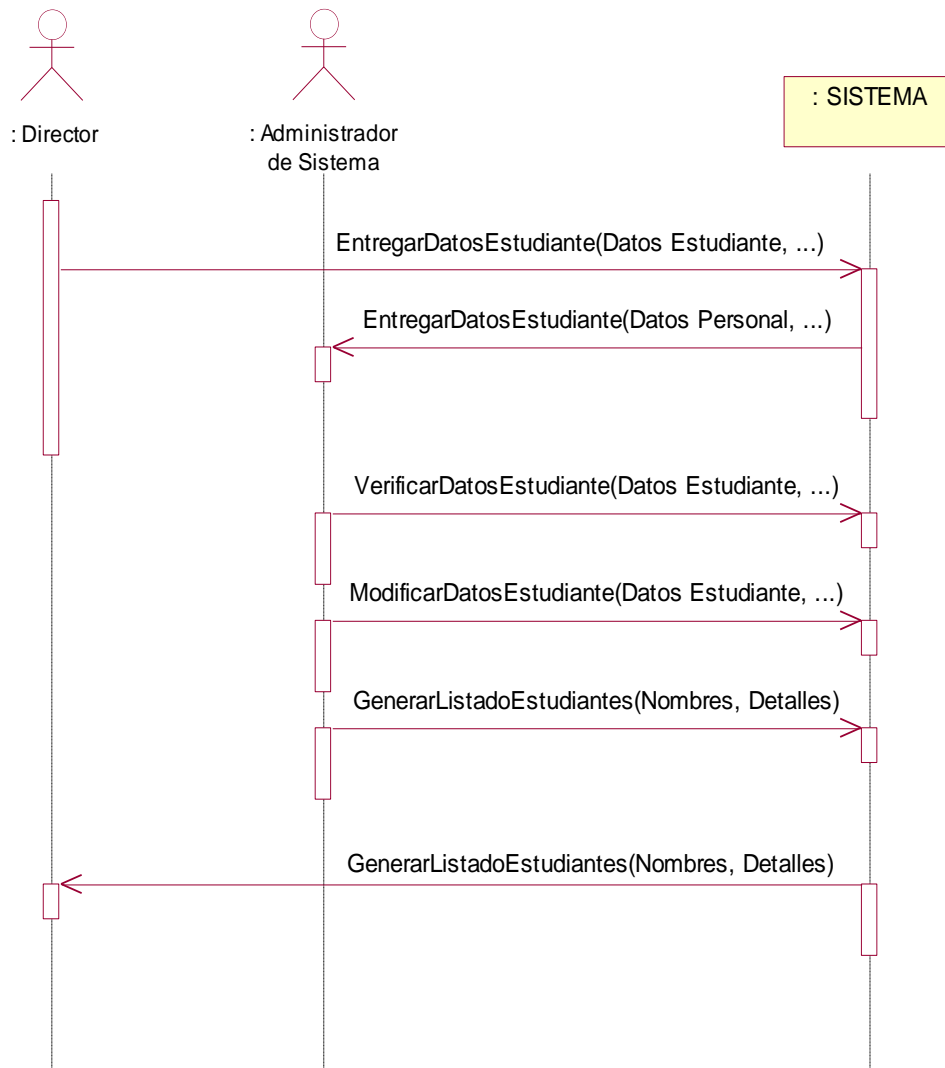 : Director
: Administrador
de Sistema
: SISTEMA
EntregarDatosEstudiante(Datos Estudiante, ...)
EntregarDatosEstudiante(Datos Personal, ...)
VerificarDatosEstudiante(Datos Estudiante, ...)
ModificarDatosEstudiante(Datos Estudiante, ...)
GenerarListadoEstudiantes(Nombres, Detalles)
GenerarListadoEstudiantes(Nombres, Detalles)